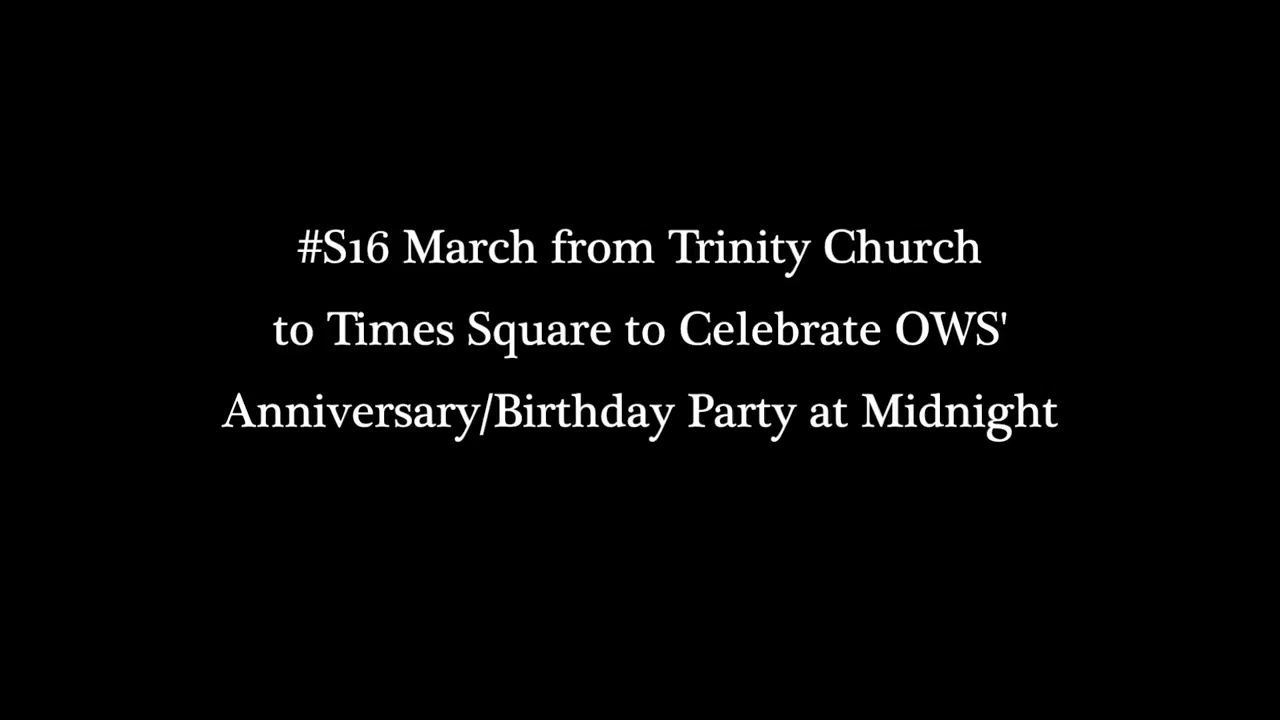 #S16 March from Trinity Church
to Times Square to Celebrate OWS'
Anniversary/Birthday Party at Midnight